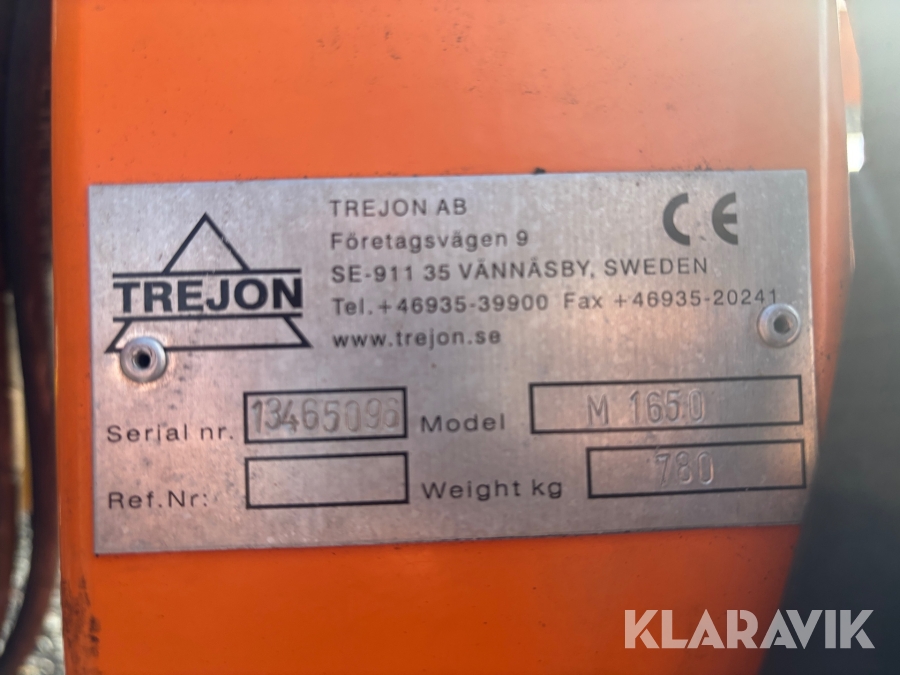 TREJON
TREJON AB
Företagsvägen 9
SE-911 35 VÄNNÄSBY, SWEDEN
Tel. +46935-39900 Fax +46935-20241
www.trejon.se
CE
Serial nr. 13465096 Model M 1650
Ref.Nr: Weight kg 780
KLARAVIK